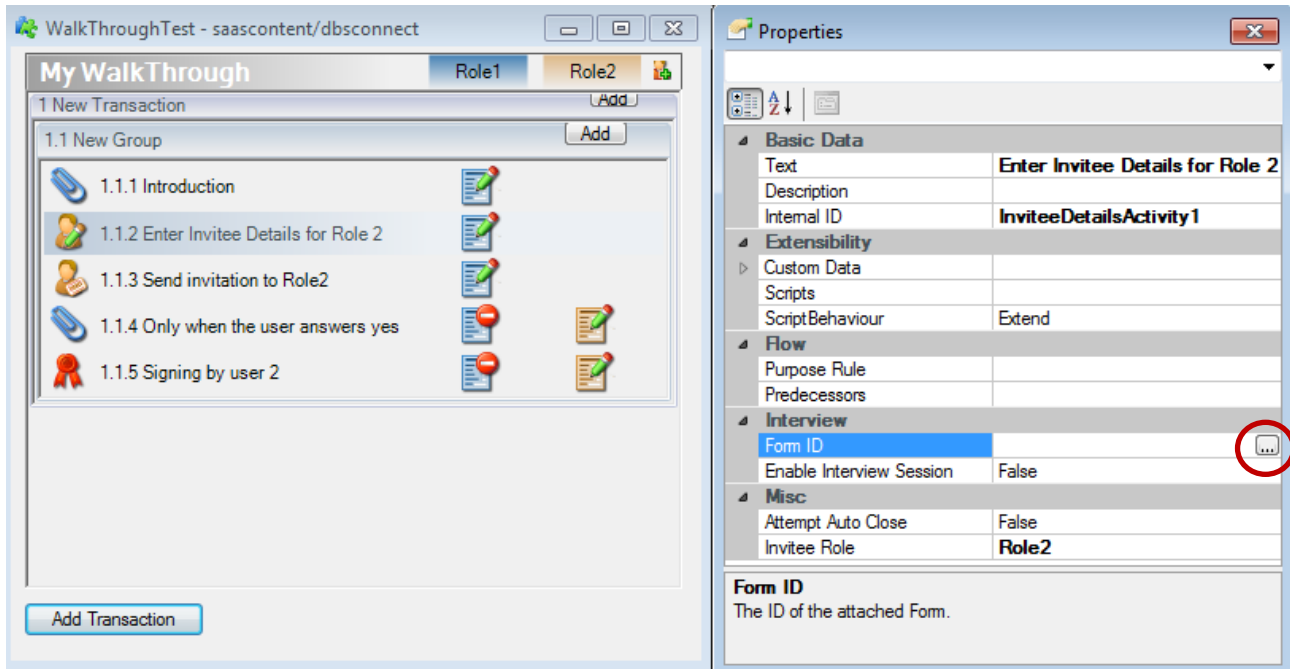 WalkThroughTest - saascontent/dbsconnect
My WalkThrough Role1 Role2
1 New Transaction Add
1.1 New Group Add
1.1.1 Introduction
1.1.2 Enter Invitee Details for Role 2
1.1.3 Send invitation to Role2
1.1.4 Only when the user answers yes
1.1.5 Signing by user 2
Add Transaction
Properties
Basic Data
Text Enter Invitee Details for Role 2
Description
Internal ID InviteeDetailsActivity1
Extensibility
Custom Data
Scripts
ScriptBehaviour Extend
Flow
Purpose Rule
Predecessors
Interview
Form ID ...
Enable Interview Session False
Misc
Attempt Auto Close False
Invitee Role Role2
Form ID
The ID of the attached Form.